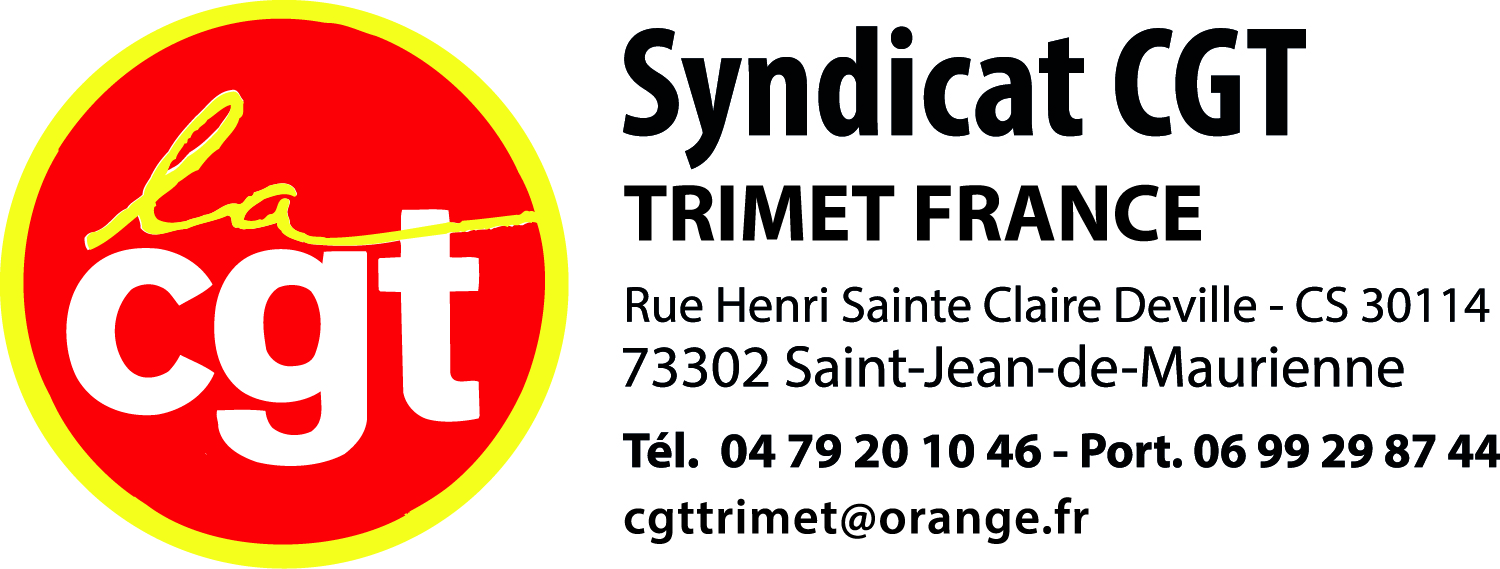 la
cgt
Syndicat CGT
TRIMET FRANCE
Rue Henri Sainte Claire Deville - CS 30114
73302 Saint-Jean-de-Maurienne
Tél.  04 79 20 10 46 - Port. 06 99 29 87 44
cgttrimet@orange.fr